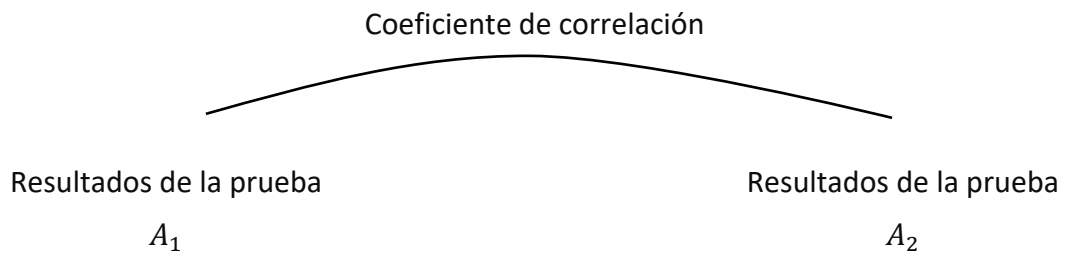 Coeficiente de correlación
Resultados de la prueba Resultados de la prueba
A₁ A₂